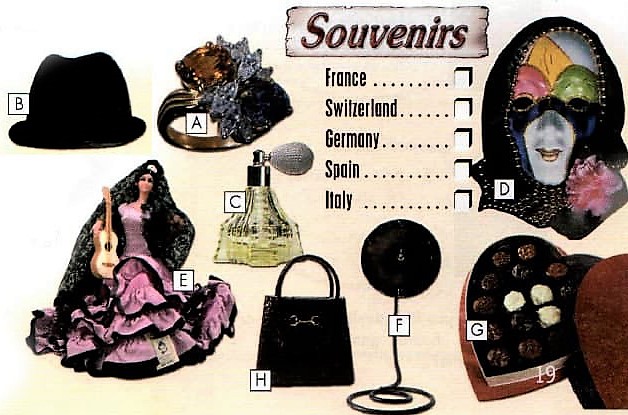 Souvenirs
France .........
Switzerland......
Germany.......
Spain .........
Italy .........
B
A
C
D
E
F
G
H
19